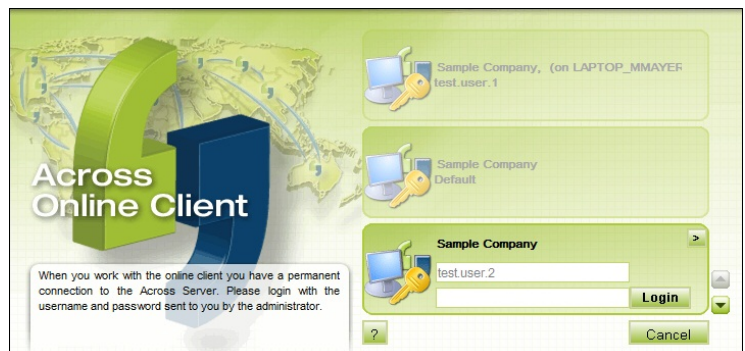 Across
Online Client
When you work with the online client you have a permanent
connection to the Across Server. Please login with the
username and password sent to you by the administrator.
Sample Company, (on LAPTOP_MMAYER
test.user.1
Sample Company
Default
Sample Company
>
test.user.2
Login
?
Cancel